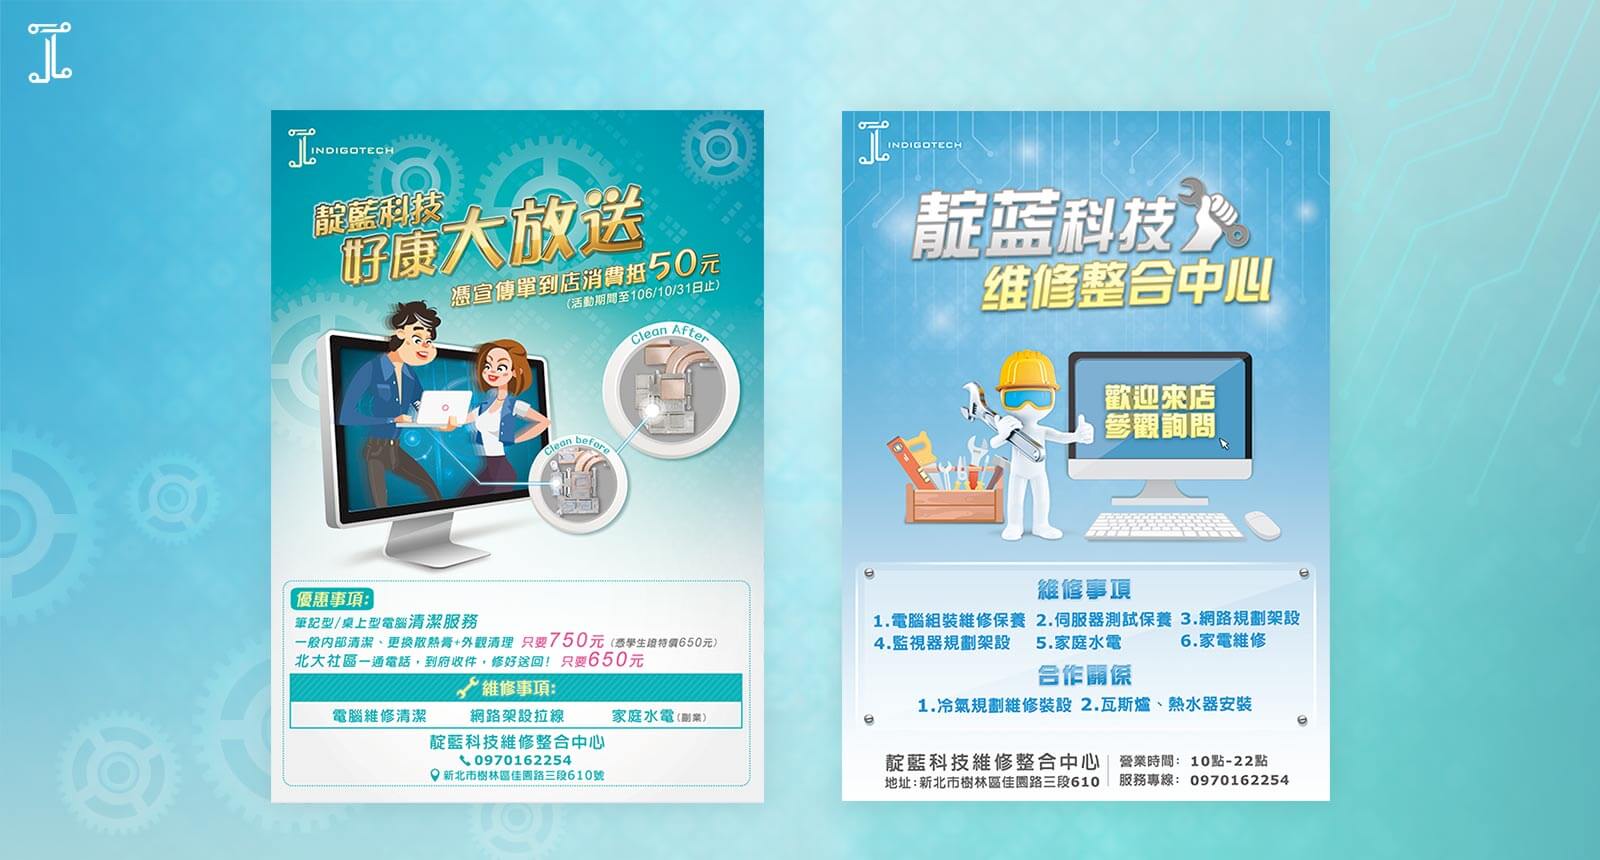 INDIGOTECH
靛藍科技
好康大放送
憑宣傳單到店消費抵50元
(活動期間至106/10/31日止)
Clean After
Clean before
優惠事項:
筆記型/桌上型電腦清潔服務
一般內部清潔、更換散熱膏+外觀清理 只要750元 (憑學生證特價650元)
北大社區一通電話，到府收件，修好送回! 只要650元
維修事項:
電腦維修清潔 網路架設拉線 家庭水電(副業)
靛藍科技維修整合中心
0970162254
新北市樹林區佳園路三段610號
INDIGOTECH
靛蓝科技
维修整合中心
歡迎來店
參觀詢問
維修事項
1.電腦組裝維修保養 2.伺服器測試保養 3.網路規劃架設
4.監視器規劃架設 5.家庭水電 6.家電維修
合作關係
1.冷氣規劃維修裝設 2.瓦斯爐、熱水器安裝
靛藍科技維修整合中心
地址:新北市樹林區佳園路三段610
營業時間: 10點-22點
服務專線: 0970162254